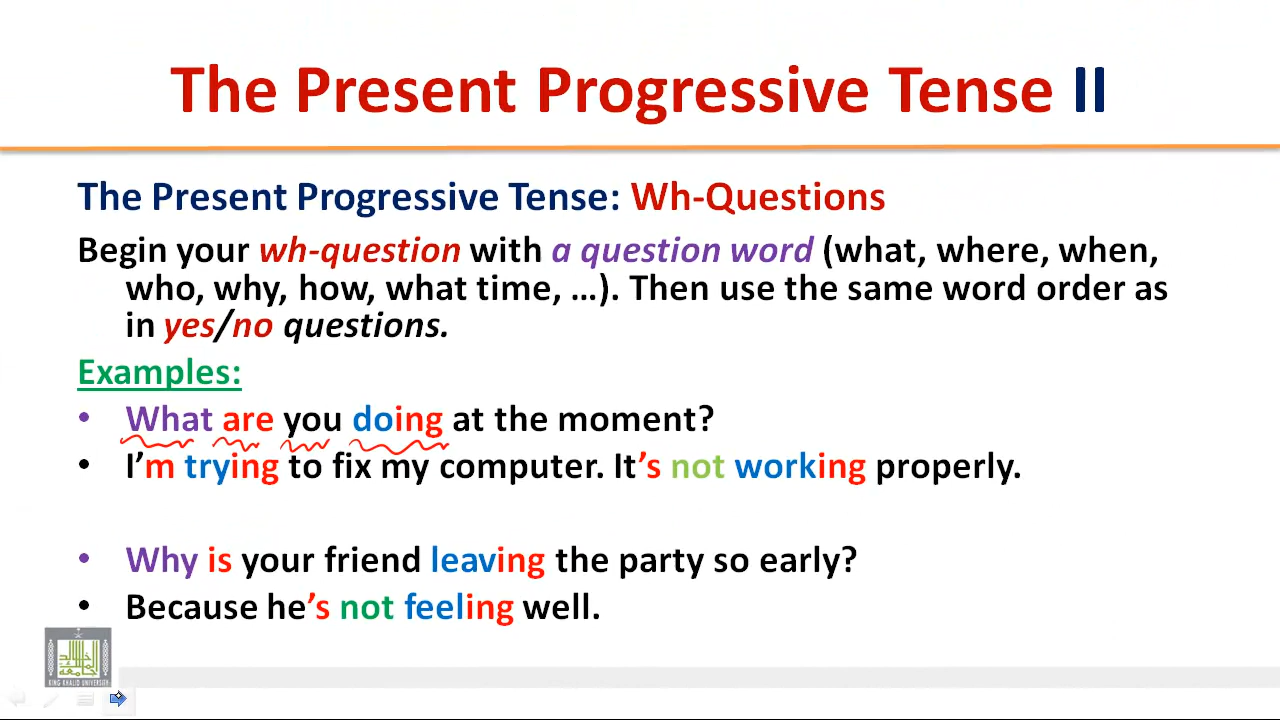 The Present Progressive Tense II
The Present Progressive Tense: Wh-Questions
Begin your wh-question with a question word (what, where, when,
who, why, how, what time, …). Then use the same word order as
in yes/no questions.
Examples:
• What are you doing at the moment?
• I’m trying to fix my computer. It’s not working properly.
• Why is your friend leaving the party so early?
• Because he’s not feeling well.
KING KHALID UNIVERSITY